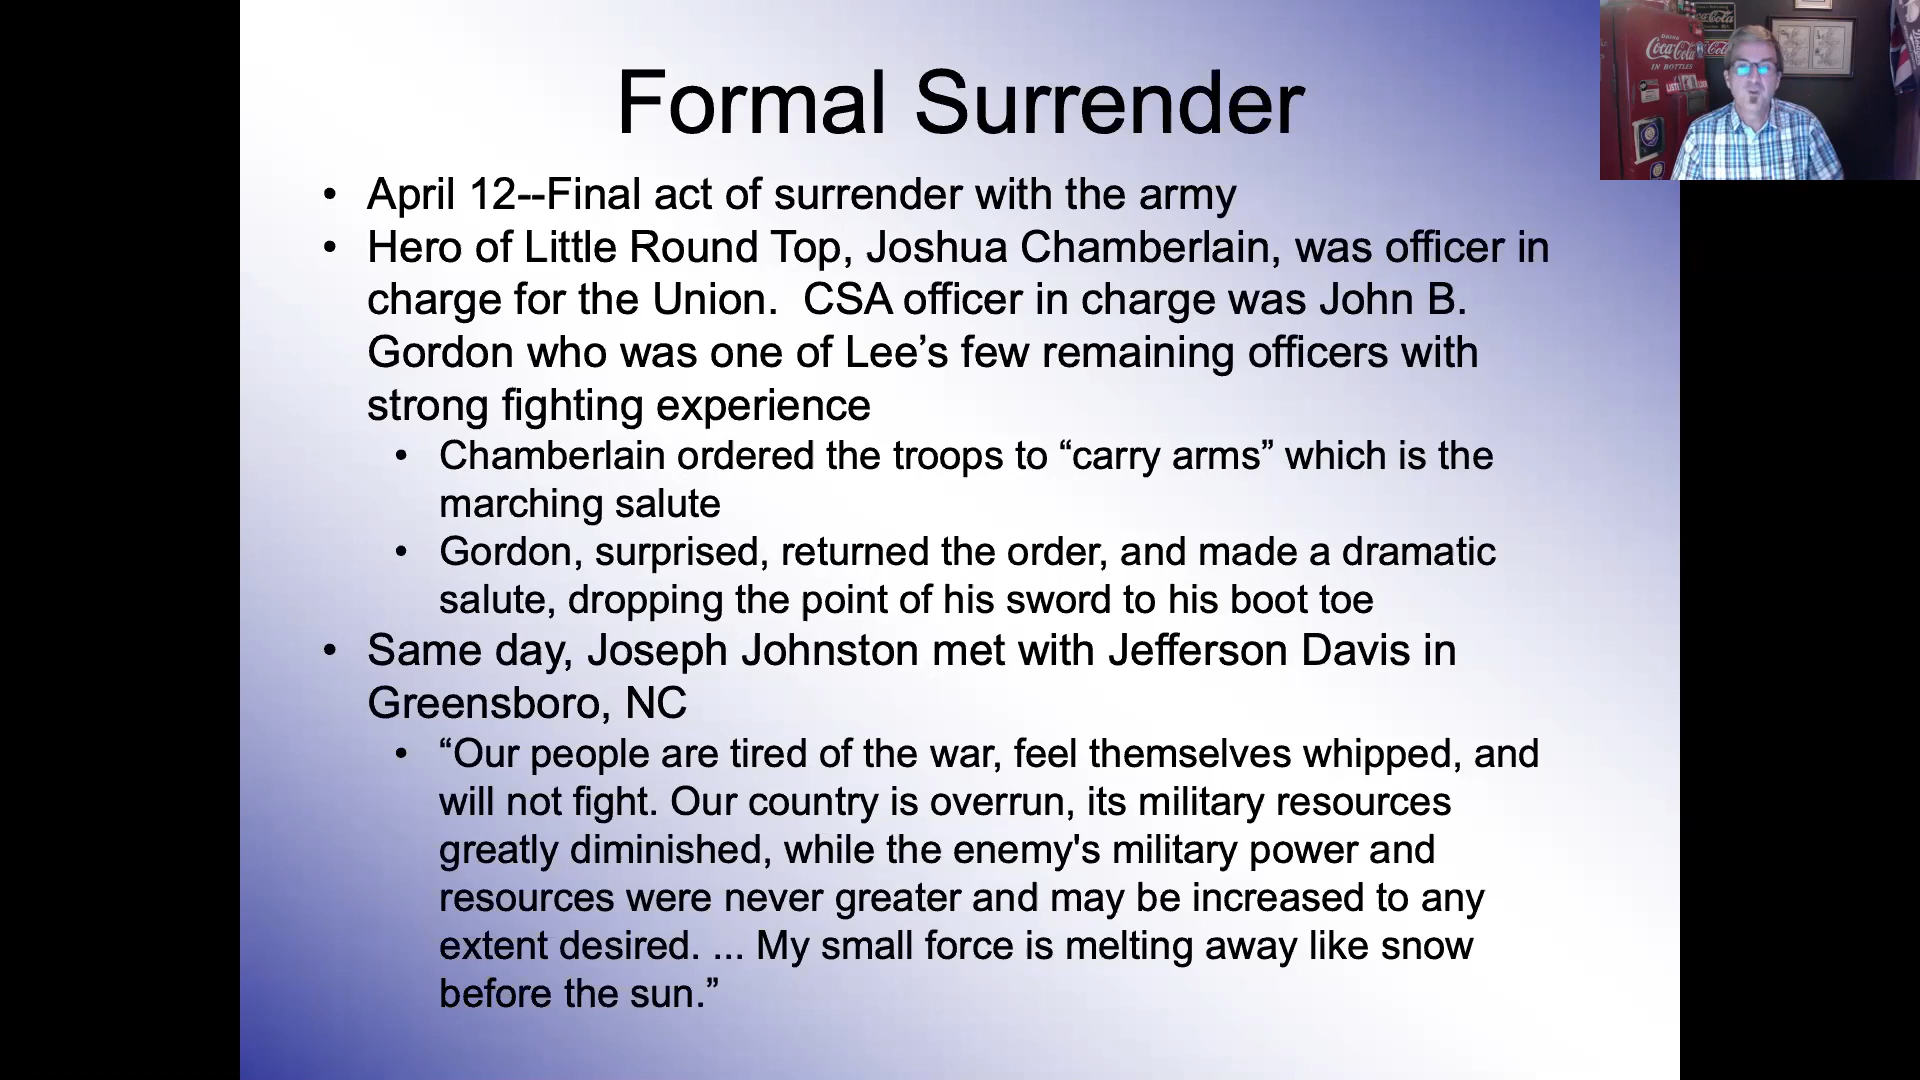 Formal Surrender
• April 12--Final act of surrender with the army
• Hero of Little Round Top, Joshua Chamberlain, was officer in
charge for the Union.  CSA officer in charge was John B.
Gordon who was one of Lee’s few remaining officers with
strong fighting experience
• Chamberlain ordered the troops to “carry arms” which is the
marching salute
• Gordon, surprised, returned the order, and made a dramatic
salute, dropping the point of his sword to his boot toe
• Same day, Joseph Johnston met with Jefferson Davis in
Greensboro, NC
• “Our people are tired of the war, feel themselves whipped, and
will not fight. Our country is overrun, its military resources
greatly diminished, while the enemy's military power and
resources were never greater and may be increased to any
extent desired. ... My small force is melting away like snow
before the sun.”
DRINK
Coca-Cola
IN BOTTLES
Coca-Cola